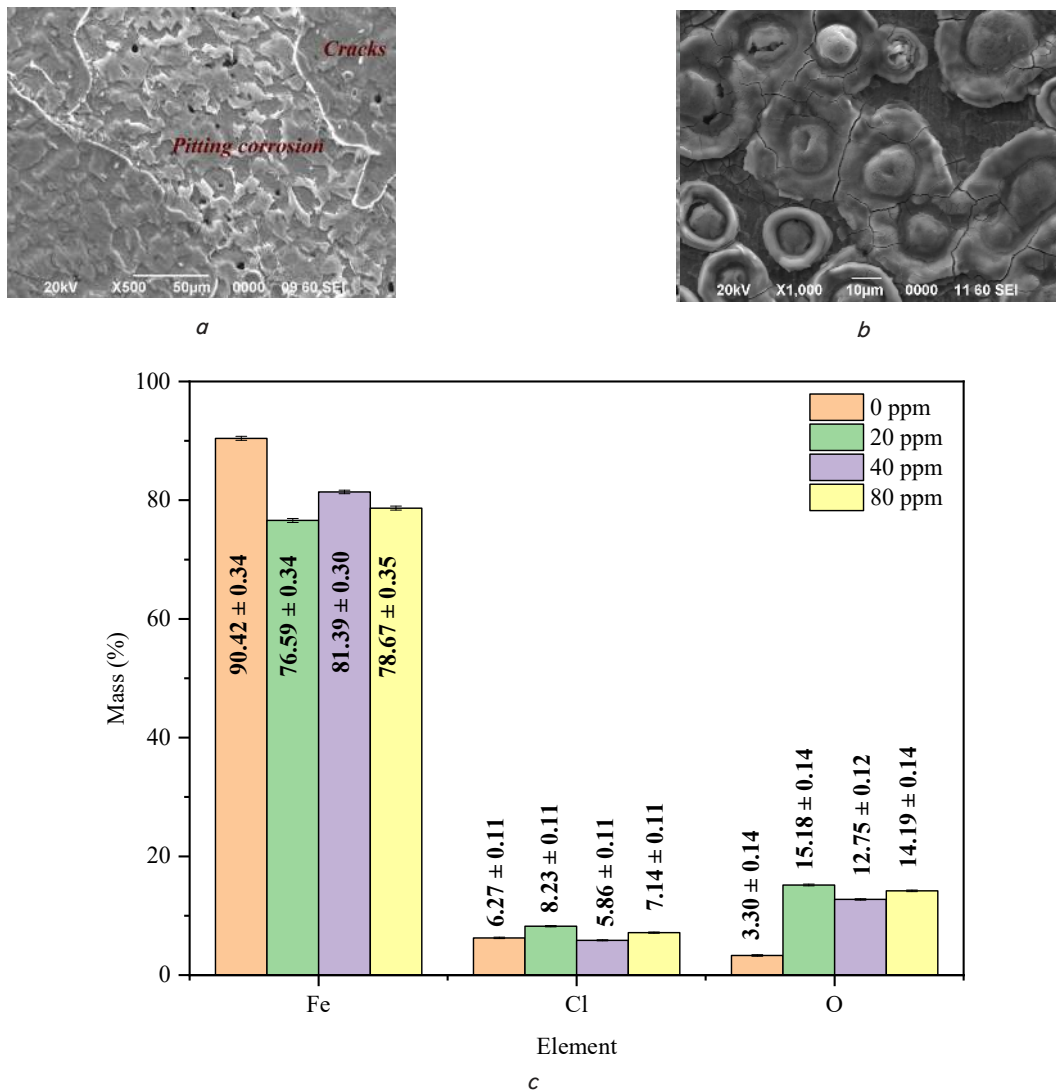 Cracks
Pitting corrosion
20kV X500 50µm 0000 09 60 SEI
a
20kV X1,000 10µm 0000 11 60 SEI
b
100
80
60
40
20
0
Mass (%)
0 ppm
20 ppm
40 ppm
80 ppm
90.42 ± 0.34
76.59 ± 0.34
81.39 ± 0.30
78.67 ± 0.35
6.27 ± 0.11
8.23 ± 0.11
5.86 ± 0.11
7.14 ± 0.11
3.30 ± 0.14
15.18 ± 0.14
12.75 ± 0.12
14.19 ± 0.14
Fe Cl O
Element
c